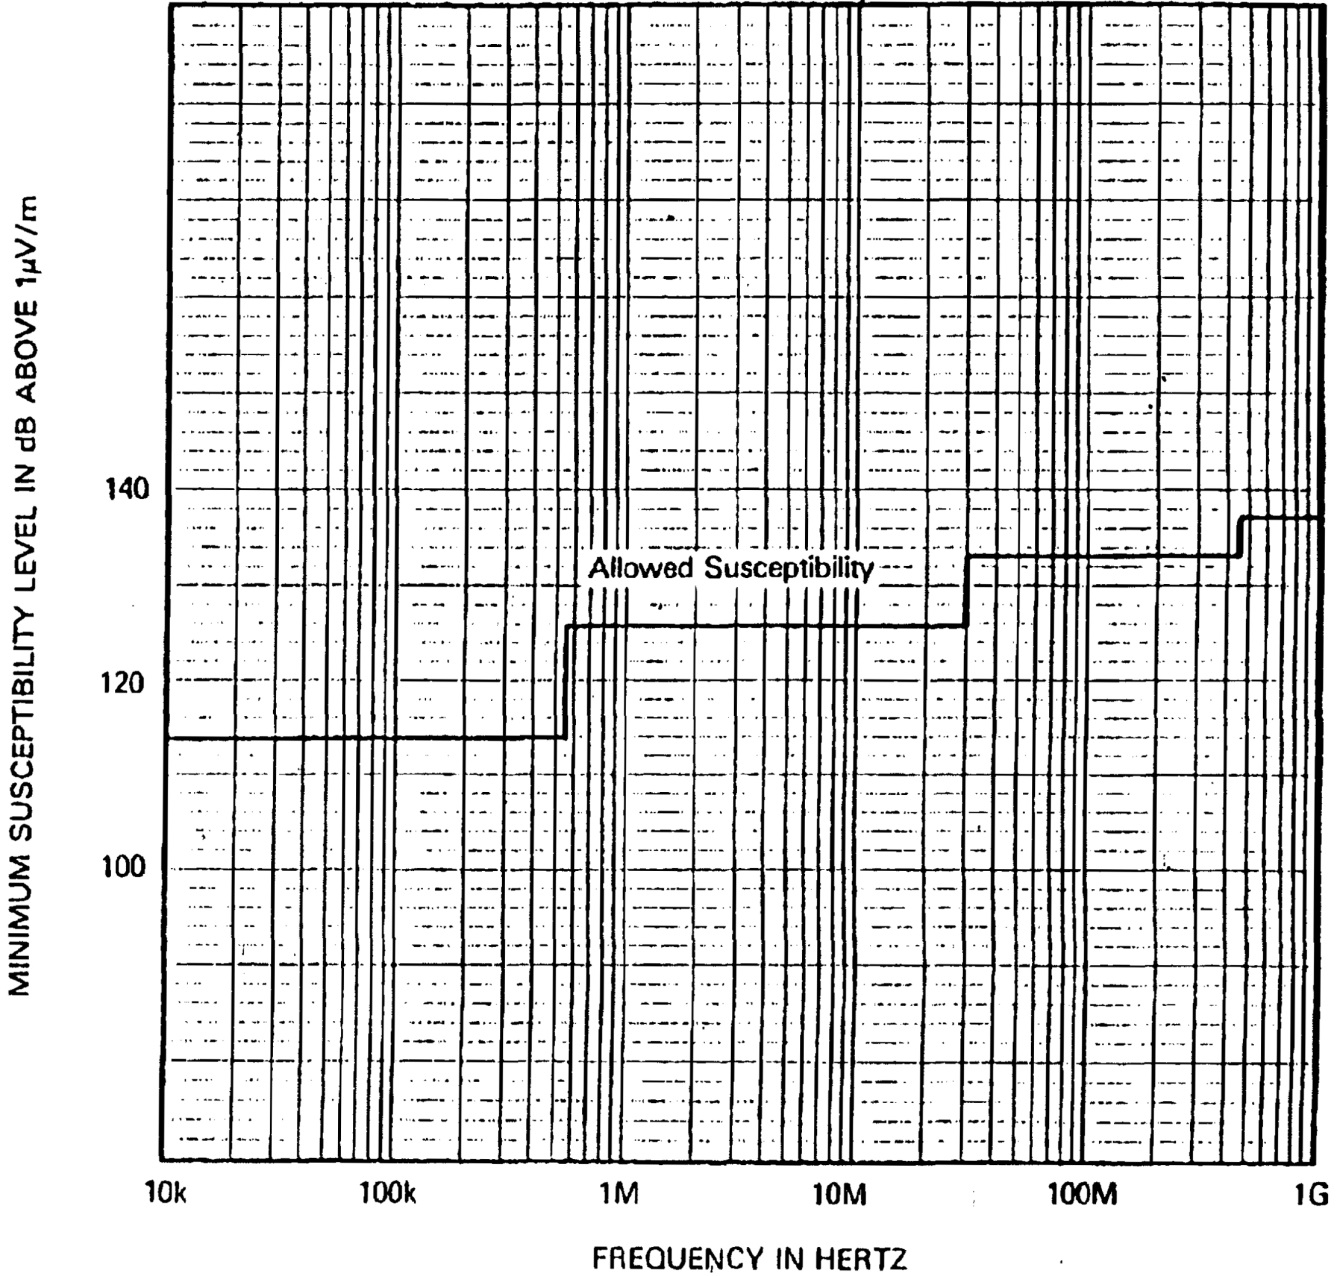 MINIMUM SUSCEPTIBILITY LEVEL IN dB ABOVE 1μV/m
140
120
100
Allowed Susceptibility
10k 100k 1M 10M 100M 1G
FREQUENCY IN HERTZ